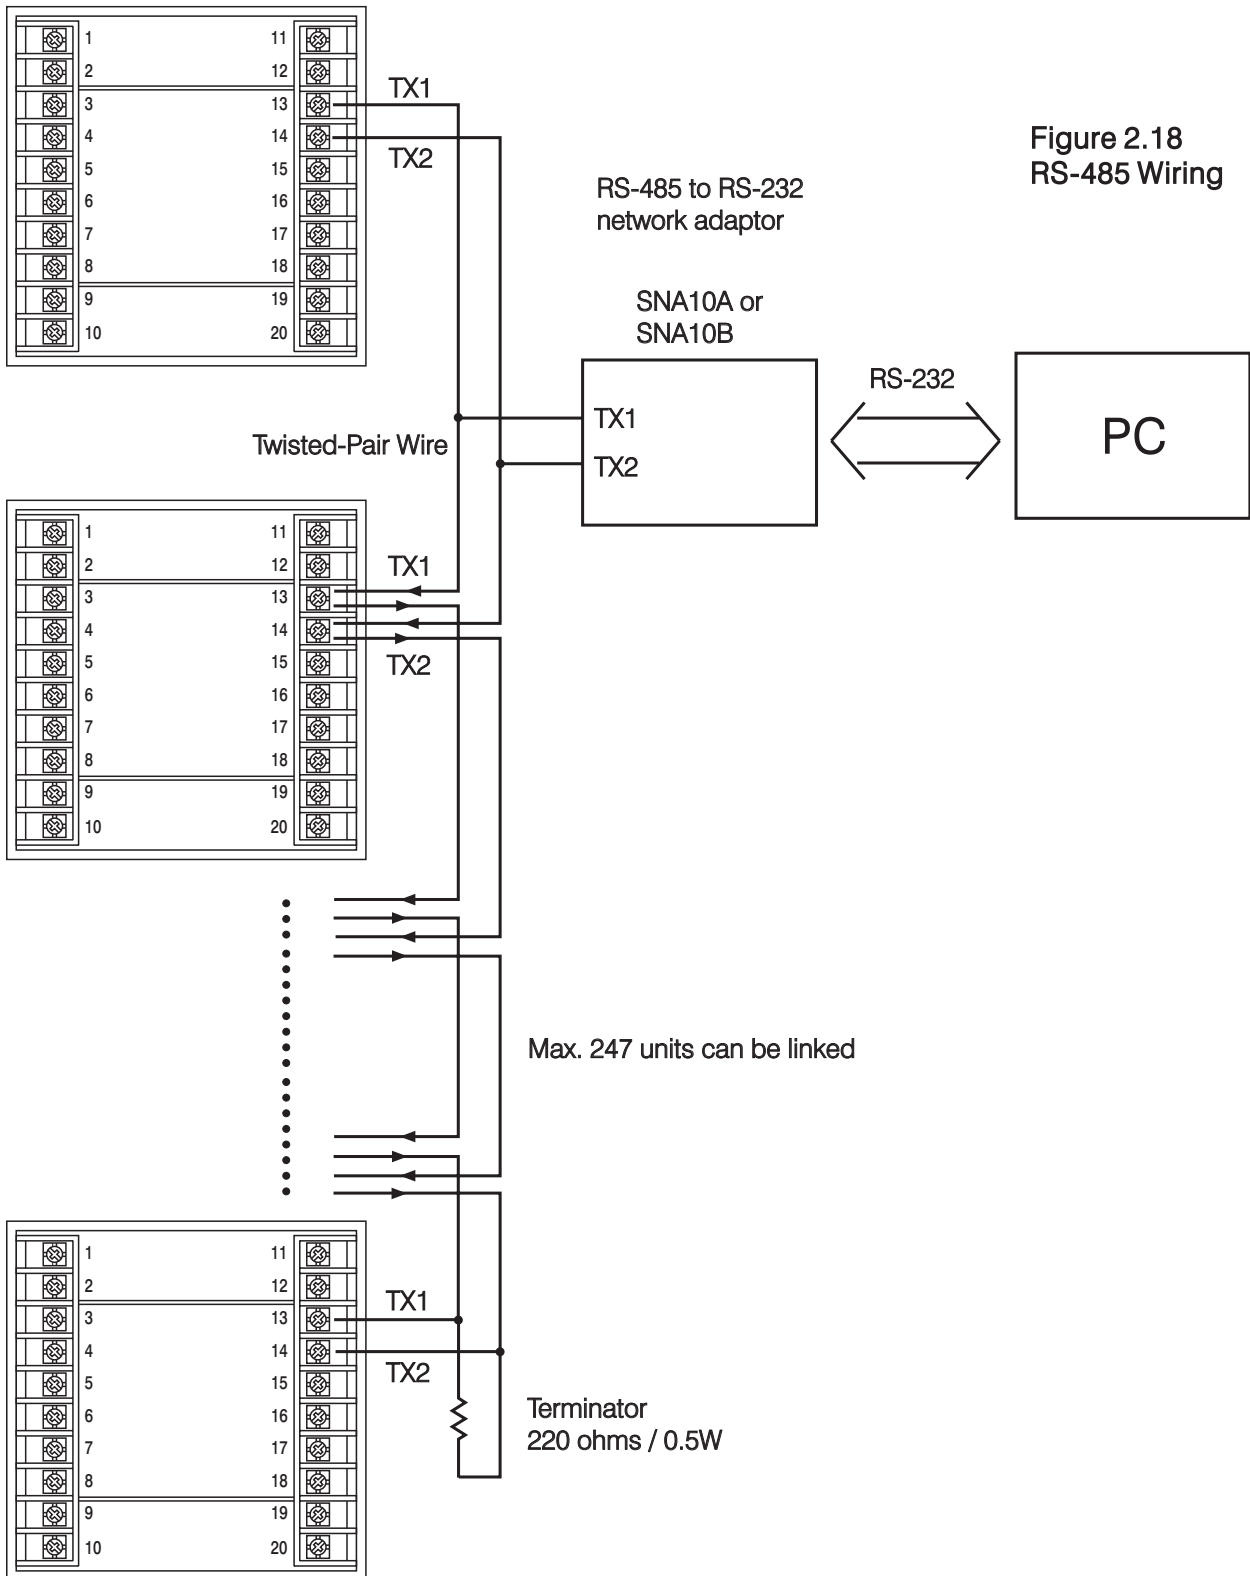 1 11
2 12
3 13
4 14
5 15
6 16
7 17
8 18
9 19
10 20
TX1
TX2
Figure 2.18
RS-485 Wiring
RS-485 to RS-232
network adaptor
SNA10A or
SNA10B
TX1
TX2
RS-232
PC
Twisted-Pair Wire
1 11
2 12
3 13
4 14
5 15
6 16
7 17
8 18
9 19
10 20
TX1
TX2
Max. 247 units can be linked
1 11
2 12
3 13
4 14
5 15
6 16
7 17
8 18
9 19
10 20
TX1
TX2
Terminator
220 ohms / 0.5W